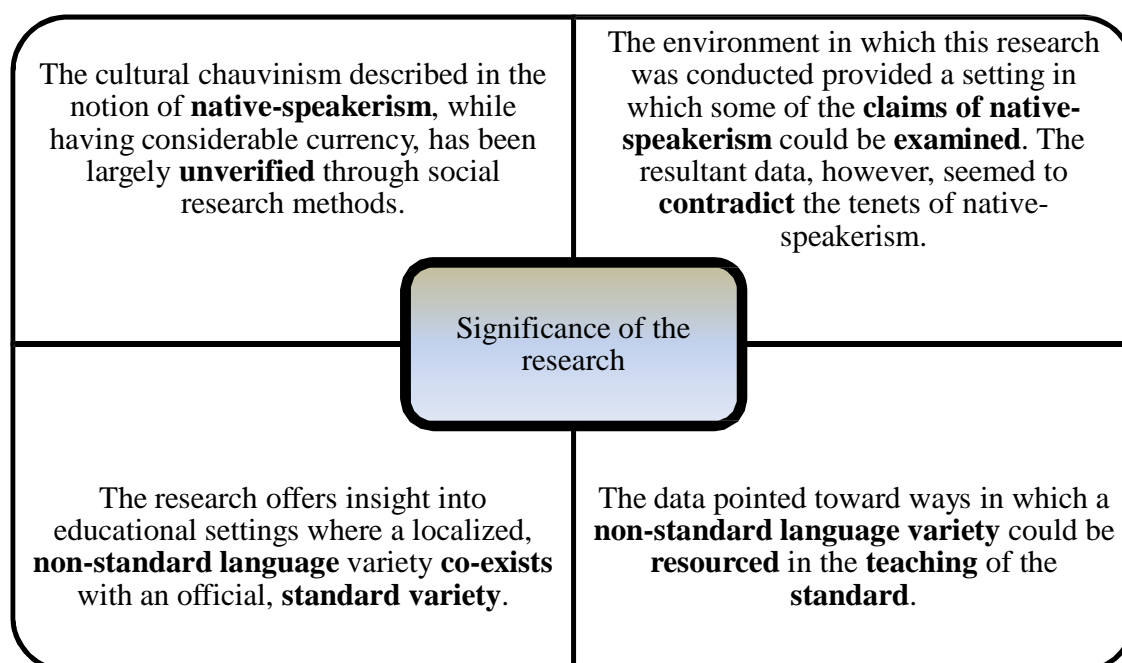 The cultural chauvinism described in the
notion of native-speakerism, while
having considerable currency, has been
largely unverified through social
research methods.
The environment in which this research
was conducted provided a setting in
which some of the claims of native-
speakerism could be examined. The
resultant data, however, seemed to
contradict the tenets of native-
speakerism.
Significance of the
research
The research offers insight into
educational settings where a localized,
non-standard language variety co-exists
with an official, standard variety.
The data pointed toward ways in which a
non-standard language variety could be
resourced in the teaching of the
standard.